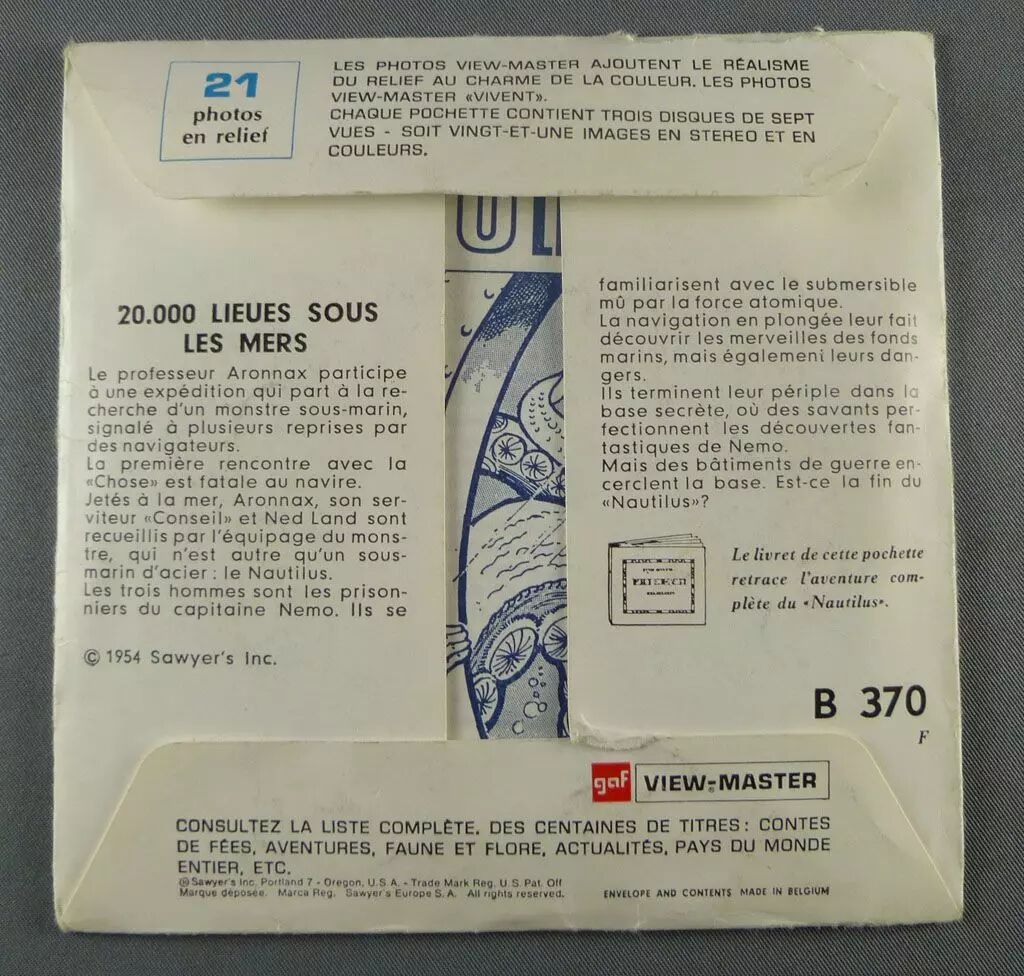 21
photos
en relief
LES PHOTOS VIEW-MASTER AJOUTENT LE RÉALISME
DU RELIEF AU CHARME DE LA COULEUR. LES PHOTOS
VIEW-MASTER «VIVENT».
CHAQUE POCHETTE CONTIENT TROIS DISQUES DE SEPT
VUES - SOIT VINGT-ET-UNE IMAGES EN STEREO ET EN
COULEURS.
20.000 LIEUES SOUS
LES MERS
Le professeur Aronnax participe
à une expédition qui part à la re-
cherche d'un monstre sous-marin,
signalé à plusieurs reprises par
des navigateurs.
La première rencontre avec la
«Chose» est fatale au navire.
Jetés à la mer, Aronnax, son ser-
viteur «Conseil» et Ned Land sont
recueillis par l'équipage du mons-
tre, qui n'est autre qu'un sous-
marin d'acier : le Nautilus.
Les trois hommes sont les prison-
niers du capitaine Nemo. Ils se
© 1954 Sawyer's Inc.
familiarisent avec le submersible
mû par la force atomique.
La navigation en plongée leur fait
découvrir les merveilles des fonds
marins, mais également leurs dan-
gers.
Ils terminent leur périple dans la
base secrète, où des savants per-
fectionnent les découvertes fan-
tastiques de Nemo.
Mais des bâtiments de guerre en-
cerclent la base. Est-ce la fin du
«Nautilus»?
Le livret de cette pochette
retrace l'aventure com-
plète du «Nautilus».
B 370
F
gaf VIEW-MASTER
CONSULTEZ LA LISTE COMPLÈTE. DES CENTAINES DE TITRES : CONTES
DE FÉES, AVENTURES, FAUNE ET FLORE, ACTUALITÉS, PAYS DU MONDE
ENTIER, ETC.
® Sawyer's Inc. Portland 7 - Oregon, U.S.A. - Trade Mark Reg. U.S. Pat. Off
Marque déposée. Marca Reg. Sawyer's Europe S.A. All rights reserved.
ENVELOPE AND CONTENTS MADE IN BELGIUM